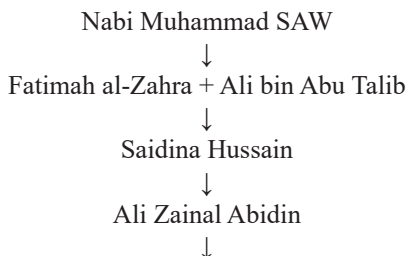 Nabi Muhammad SAW
↓
Fatimah al-Zahra + Ali bin Abu Talib
↓
Saidina Hussain
↓
Ali Zainal Abidin
↓